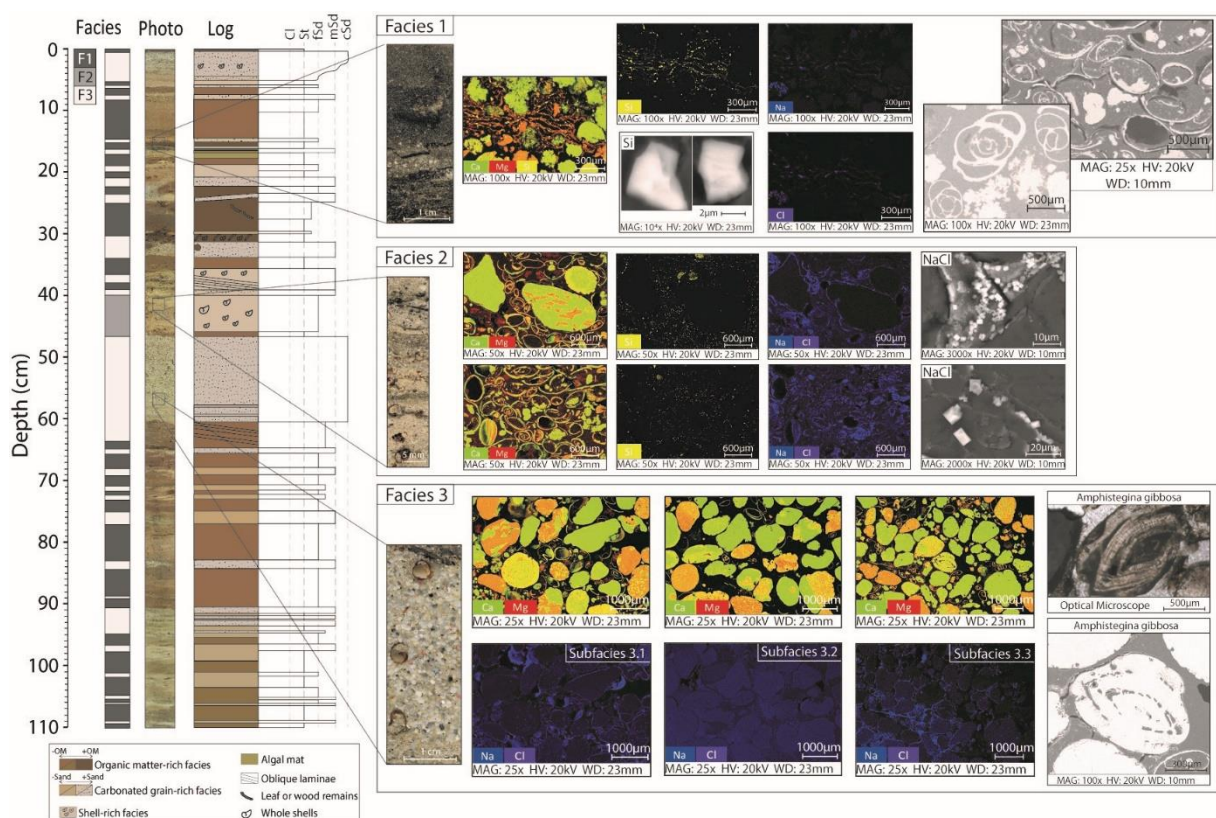 Facies Photo Log
Cl St fSd mSd cSd
F1
F2
F3
Depth (cm)
0
10
20
30
40
50
60
70
80
90
100
110
-OM +OM
Organic matter-rich facies
-Sand +Sand
Carbonated grain-rich facies
Shell-rich facies
Algal mat
Oblique laminae
Leaf or wood remains
Whole shells
Facies 1
1 cm
Ca Mg Si 300µm
MAG: 100x HV: 20kV WD: 23mm
Si 300µm
MAG: 100x HV: 20kV WD: 23mm
Na 300µm
MAG: 100x HV: 20kV WD: 23mm
Si
2µm
MAG: 10⁴x HV: 20kV WD: 23mm
Cl 300µm
MAG: 100x HV: 20kV WD: 23mm
500µm
MAG: 100x HV: 20kV WD: 23mm
500µm
MAG: 25x HV: 20kV
WD: 10mm
Facies 2
5 mm
Ca Mg 600µm
MAG: 50x HV: 20kV WD: 23mm
Si 600µm
MAG: 50x HV: 20kV WD: 23mm
Na Cl 600µm
MAG: 50x HV: 20kV WD: 23mm
NaCl
10µm
MAG: 3000x HV: 20kV WD: 10mm
Ca Mg 600µm
MAG: 50x HV: 20kV WD: 23mm
Si 600µm
MAG: 50x HV: 20kV WD: 23mm
Na Cl 600µm
MAG: 50x HV: 20kV WD: 23mm
NaCl
20µm
MAG: 2000x HV: 20kV WD: 10mm
Facies 3
1 cm
Ca Mg 1000µm
MAG: 25x HV: 20kV WD: 23mm
Ca Mg 1000µm
MAG: 25x HV: 20kV WD: 23mm
Ca Mg 1000µm
MAG: 25x HV: 20kV WD: 23mm
Amphistegina gibbosa
Optical Microscope 500µm
Subfacies 3.1
Na Cl 1000µm
MAG: 25x HV: 20kV WD: 23mm
Subfacies 3.2
Na Cl 1000µm
MAG: 25x HV: 20kV WD: 23mm
Subfacies 3.3
Na Cl 1000µm
MAG: 25x HV: 20kV WD: 23mm
Amphistegina gibbosa
300µm
MAG: 100x HV: 20kV WD: 10mm